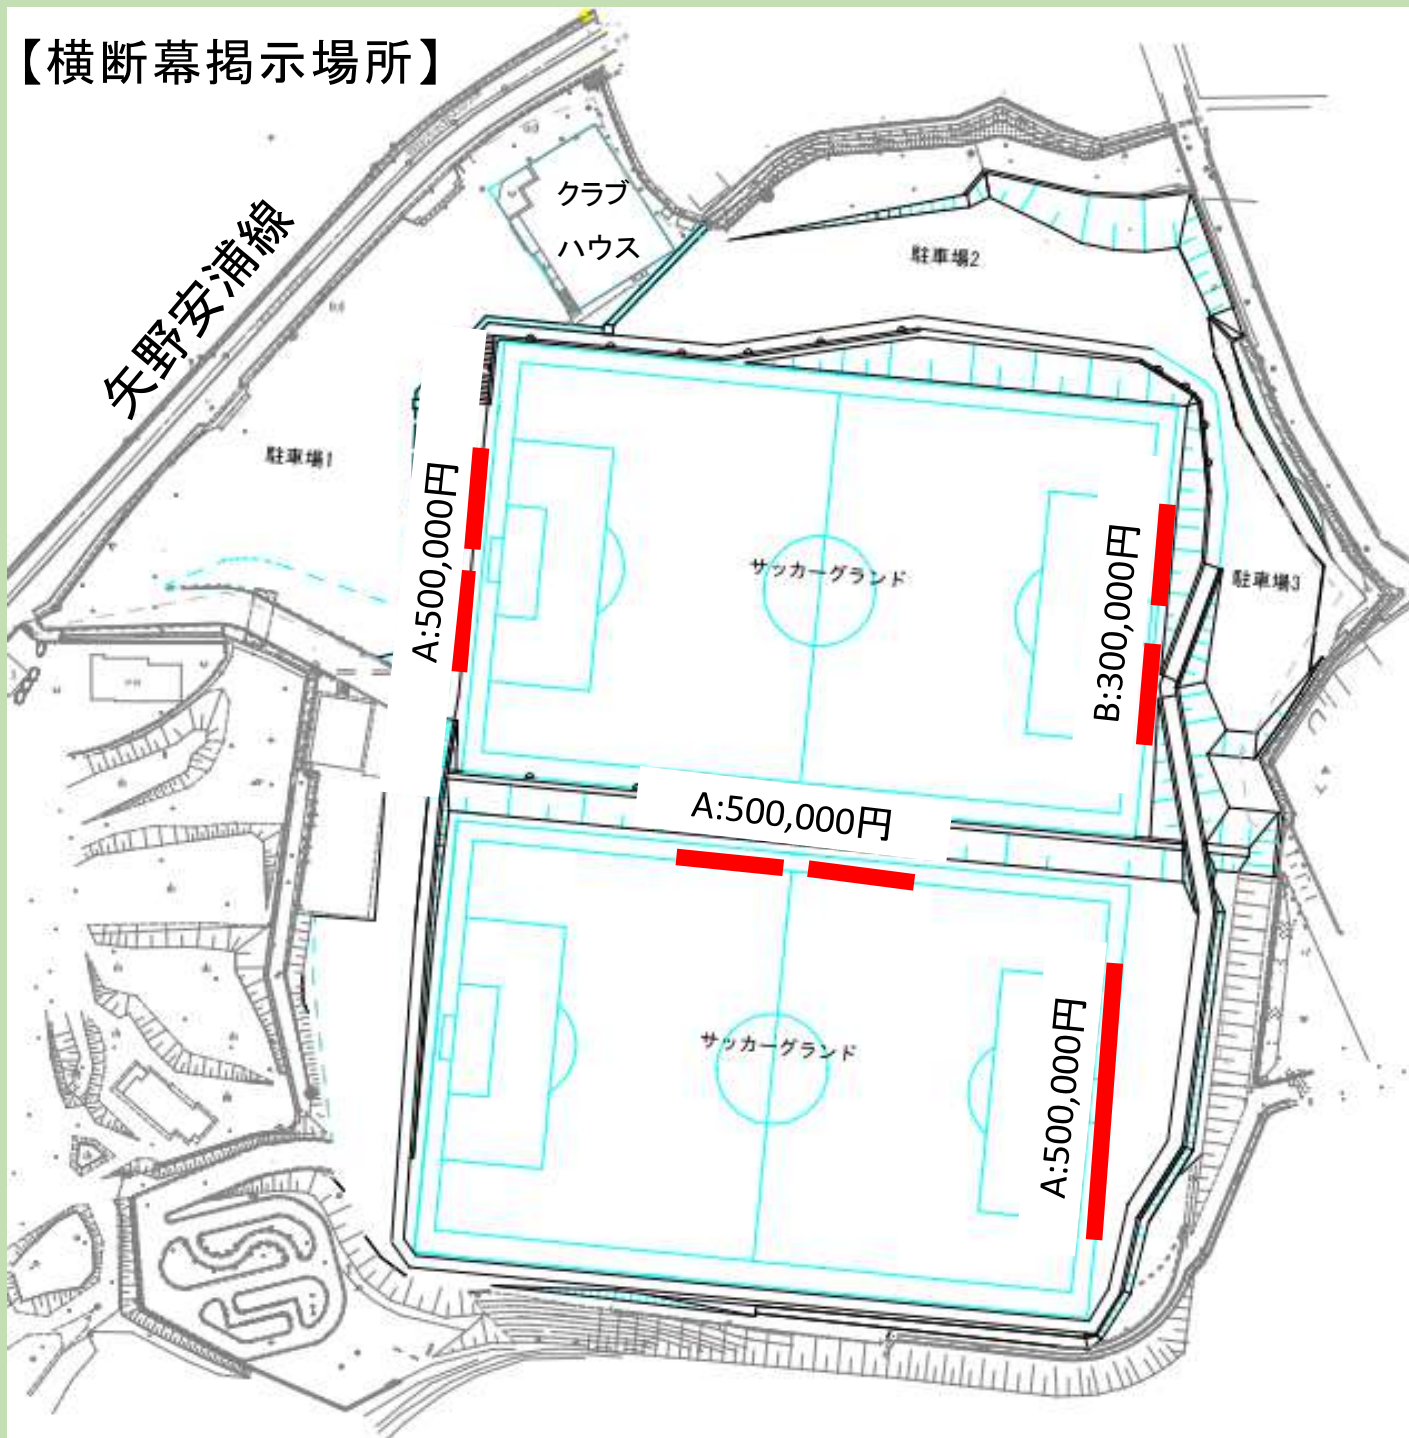 【横断幕掲示場所】
クラブ
ハウス
矢野安浦線
駐車場2
駐車場1
A:500,000円
サッカーグランド
B:300,000円
駐車場3
A:500,000円
サッカーグランド
A:500,000円